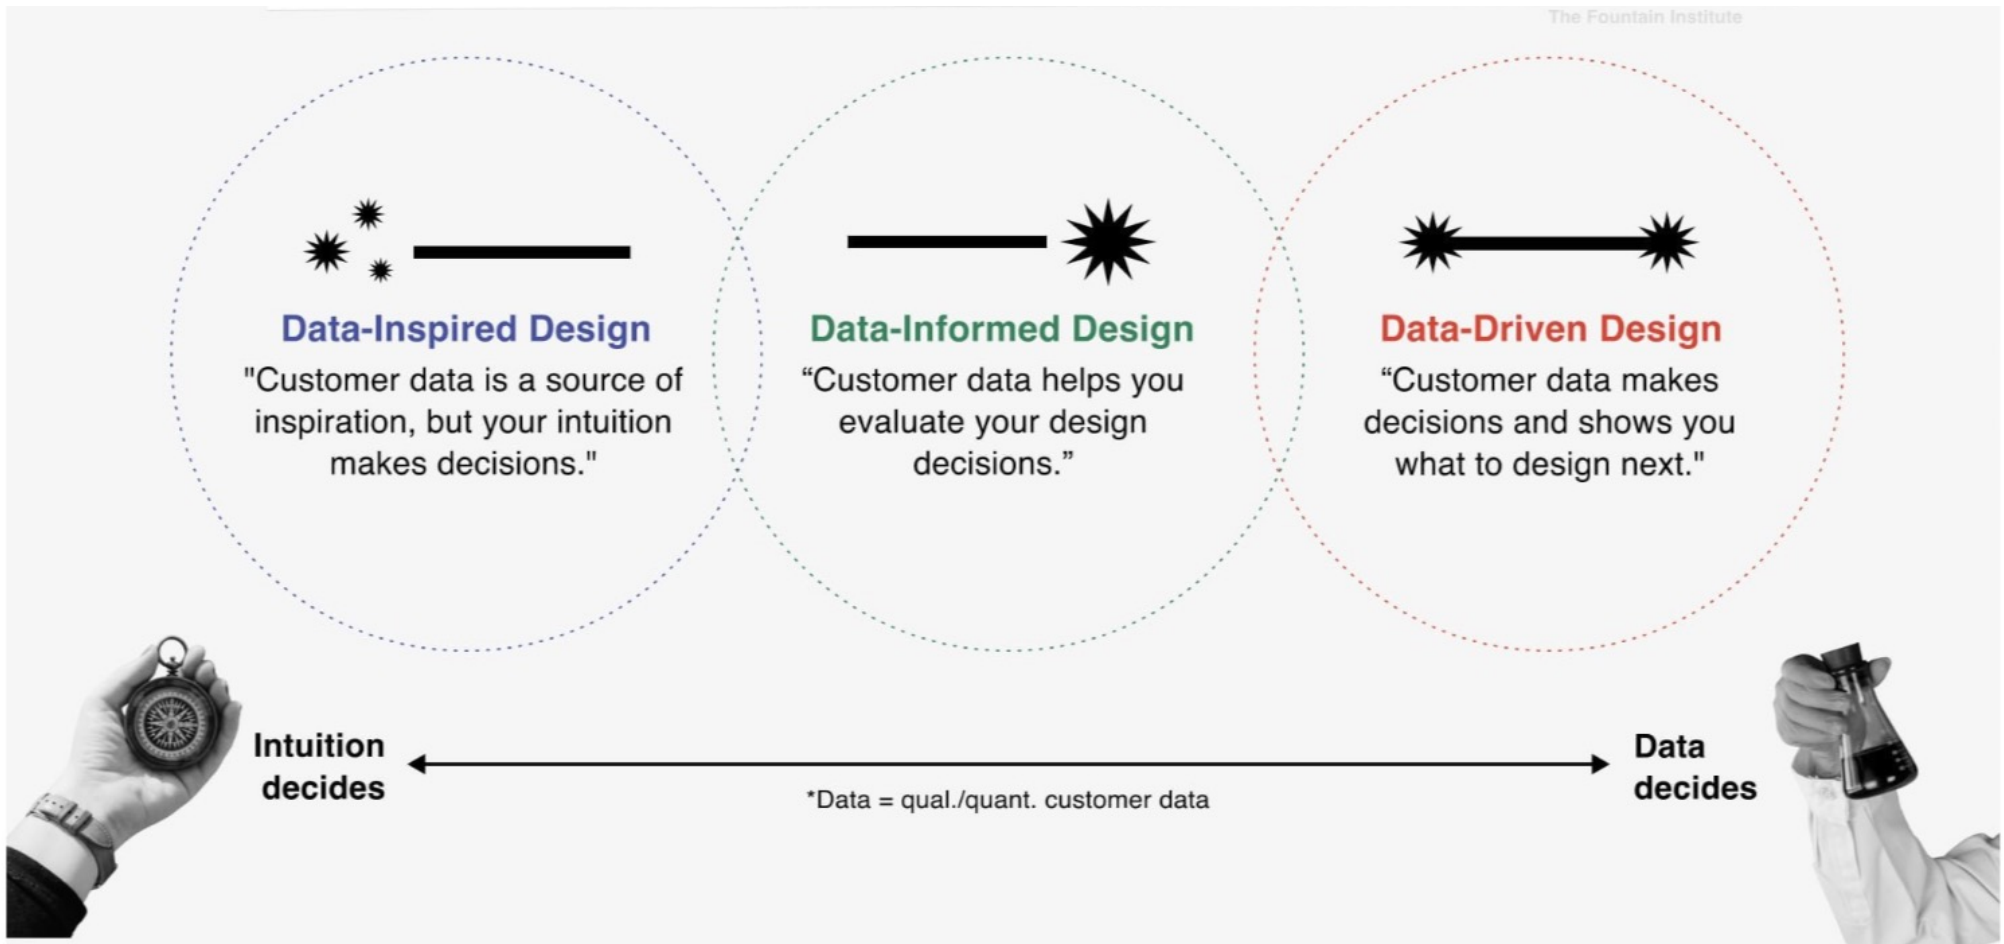 The Fountain Institute
Data-Inspired Design
"Customer data is a source of
inspiration, but your intuition
makes decisions."
Data-Informed Design
“Customer data helps you
evaluate your design
decisions.”
Data-Driven Design
“Customer data makes
decisions and shows you
what to design next."
Intuition
decides
*Data = qual./quant. customer data
Data
decides